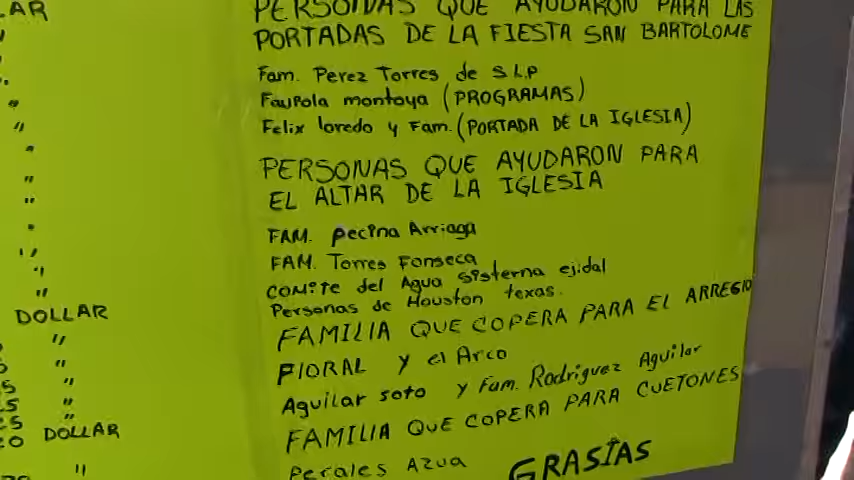 LAR
"
"
"
"
"
"
"
"
"
"
"
DOLLAR
"
"
S "
S "
ES "
DOLLAR
"
PERSONAS QUE AYUDARON PARA LAS
PORTADAS DE LA FIESTA SAN BARTOLOME
Fam. Perez Torres de S.L.P
Faupola montoya (PROGRAMAS)
Felix loredo y Fam. (PORTADA DE LA IGLESIA)
PERSONAS QUE AYUDARON PARA
EL ALTAR DE LA IGLESIA
FAM. pecina Arriaga
FAM. Torres Fonseca
COMITE del Agua sisterna ejidal
Personas de Houston texas.
FAMILIA QUE COPERA PARA EL ARREGLO
FlORAL y el Arco
Aguilar soto y Fam. Rodriguez Aguilar
FAMILIA QUE COPERA PARA CUETONES
Perales AZUA
GRASIAS